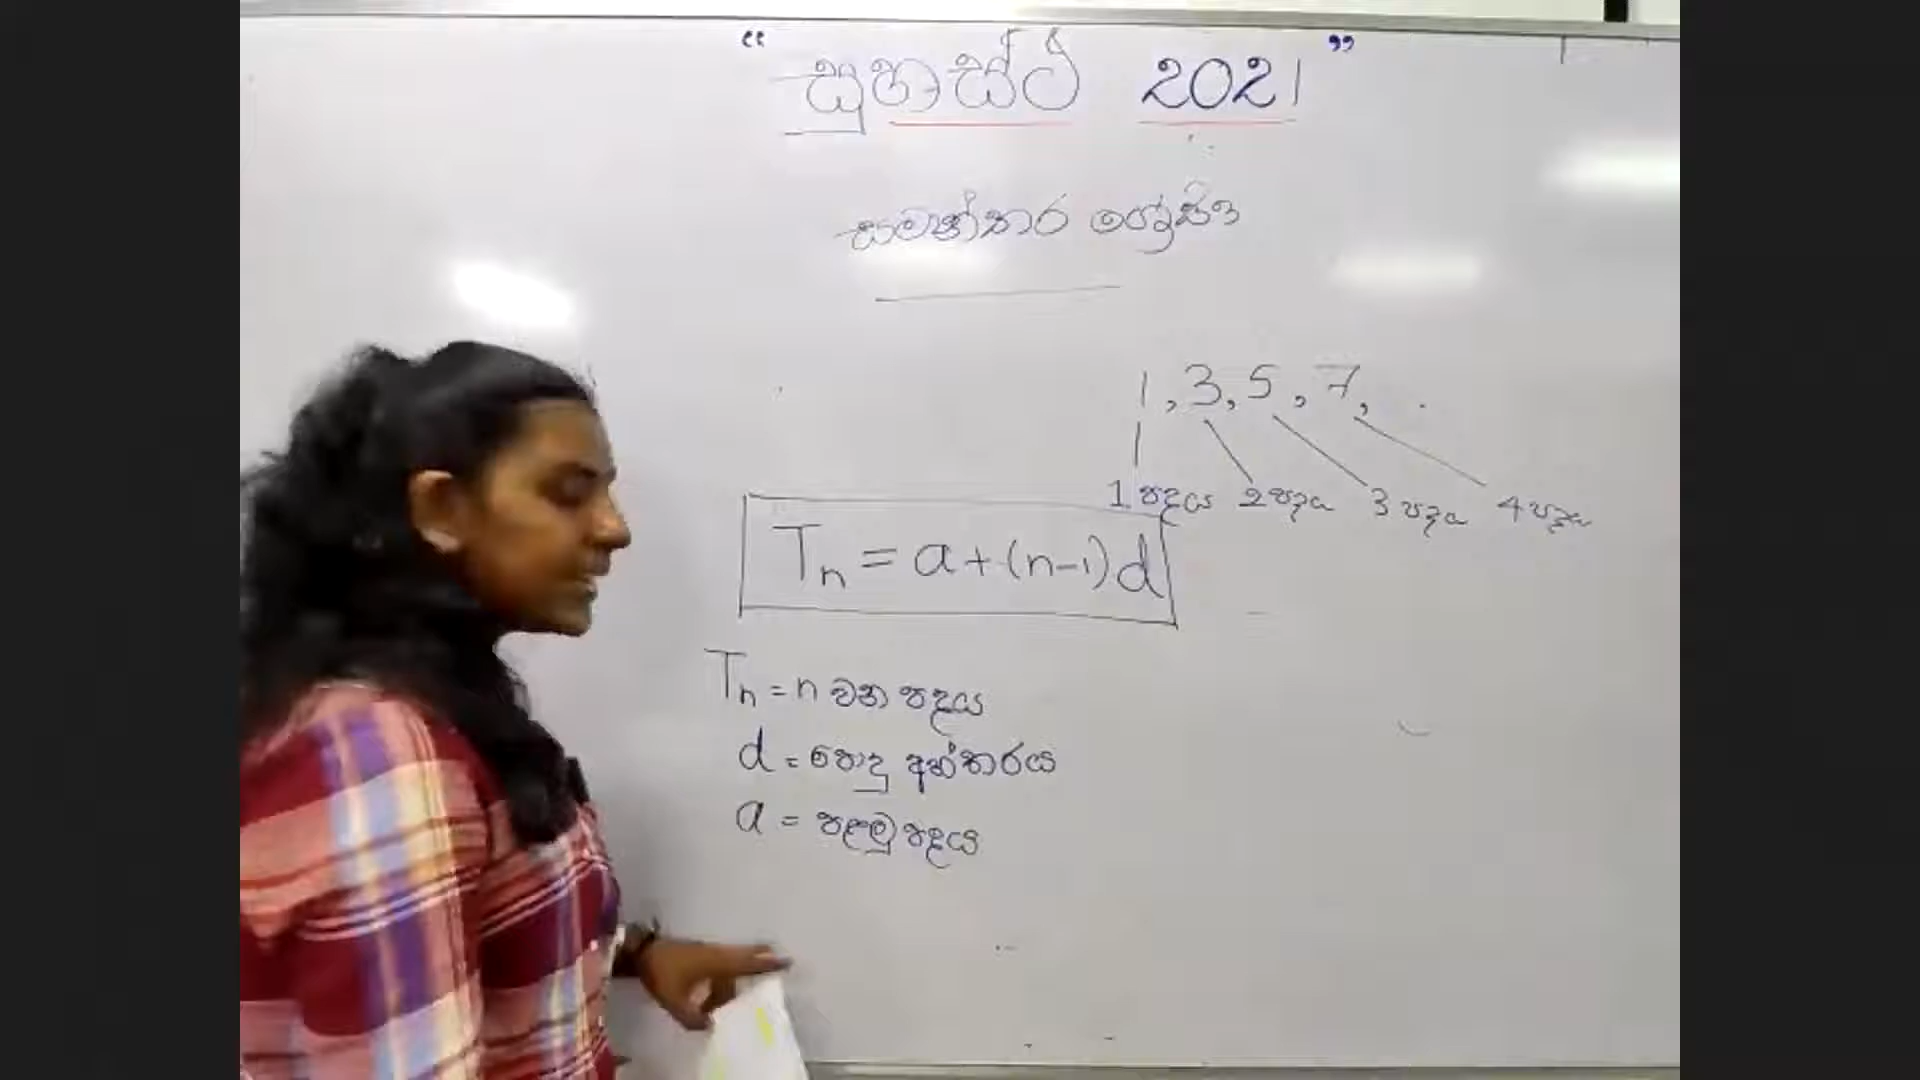 “ සුහස්ථි 2021 ”
සමාන්තර ශ්‍රේඪි
1, 3, 5, 7,
1 පදය 2 පදය 3 පදය 4 පදය
Tn = a + (n-1) d
Tn = n වන පදය
d = පොදු අන්තරය
a = පළමු පදය